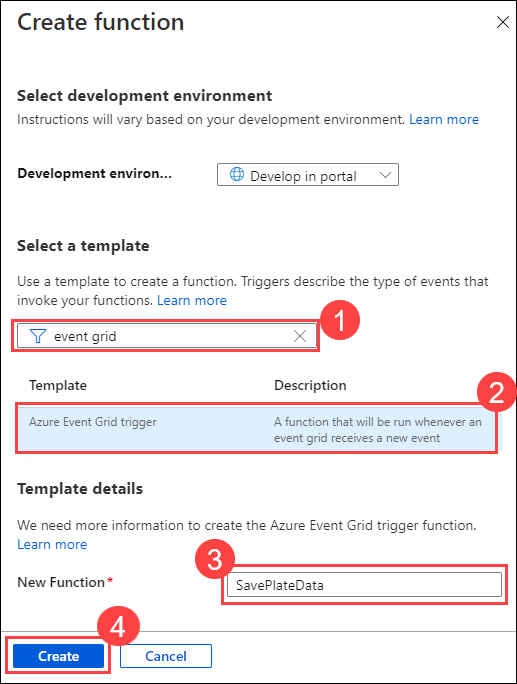 Create function
Select development environment
Instructions will vary based on your development environment. Learn more
Development environ... Develop in portal
Select a template
Use a template to create a function. Triggers describe the type of events that
invoke your functions. Learn more
1
event grid
2
Template Description
Azure Event Grid trigger A function that will be run whenever an
event grid receives a new event
Template details
We need more information to create the Azure Event Grid trigger function.
Learn more
3
New Function* SavePlateData
4
Create Cancel